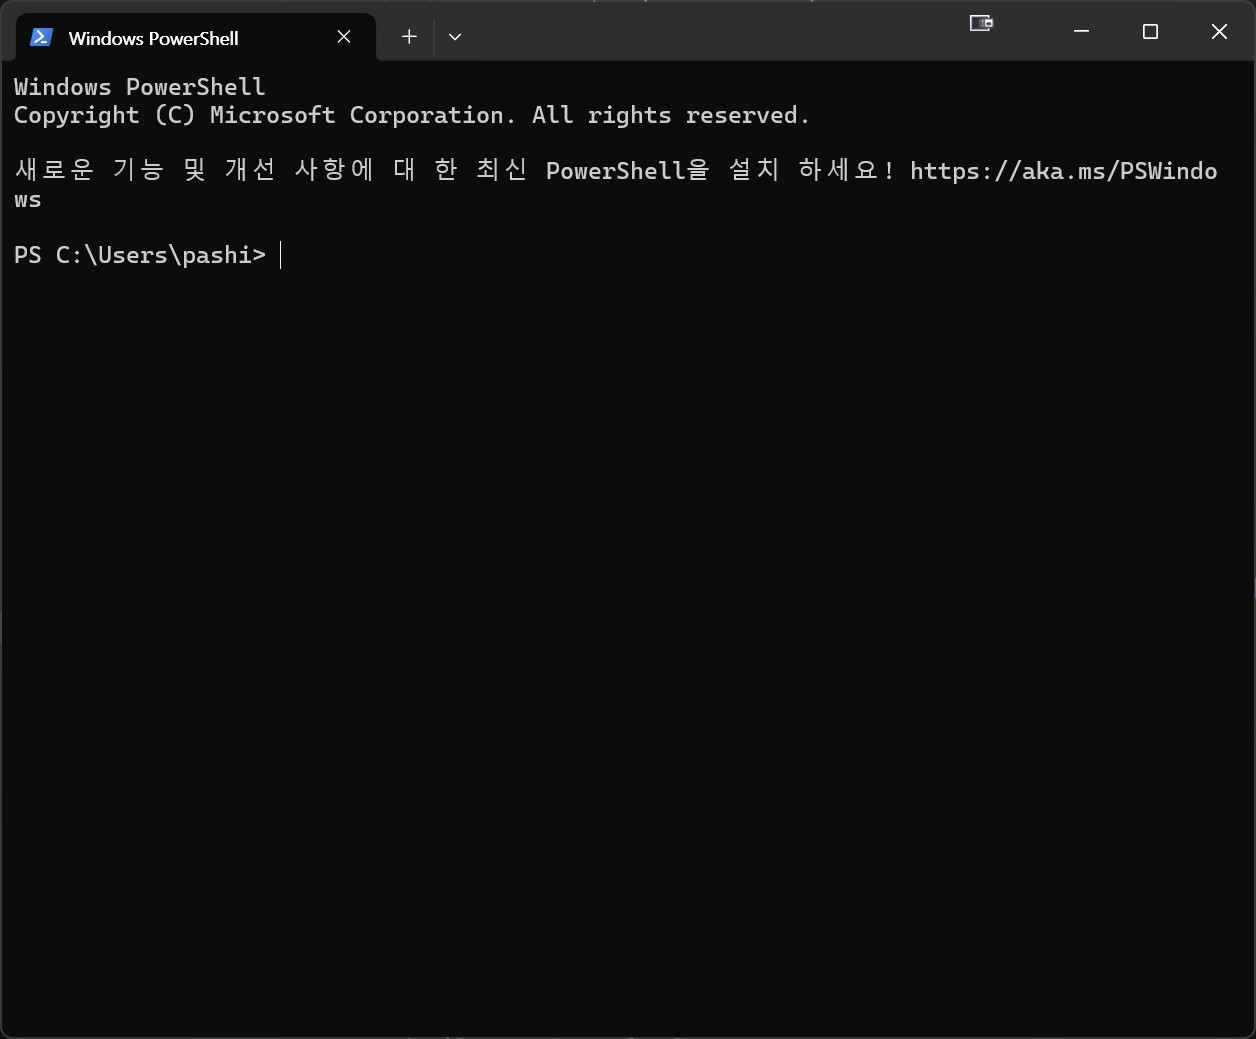 Windows PowerShell
Windows PowerShell
Copyright (C) Microsoft Corporation. All rights reserved.
새로운 기능 및 개선 사항에 대 한 최신 PowerShell을 설치 하세요! https://aka.ms/PSWindo
ws
PS C:\Users\pashi>